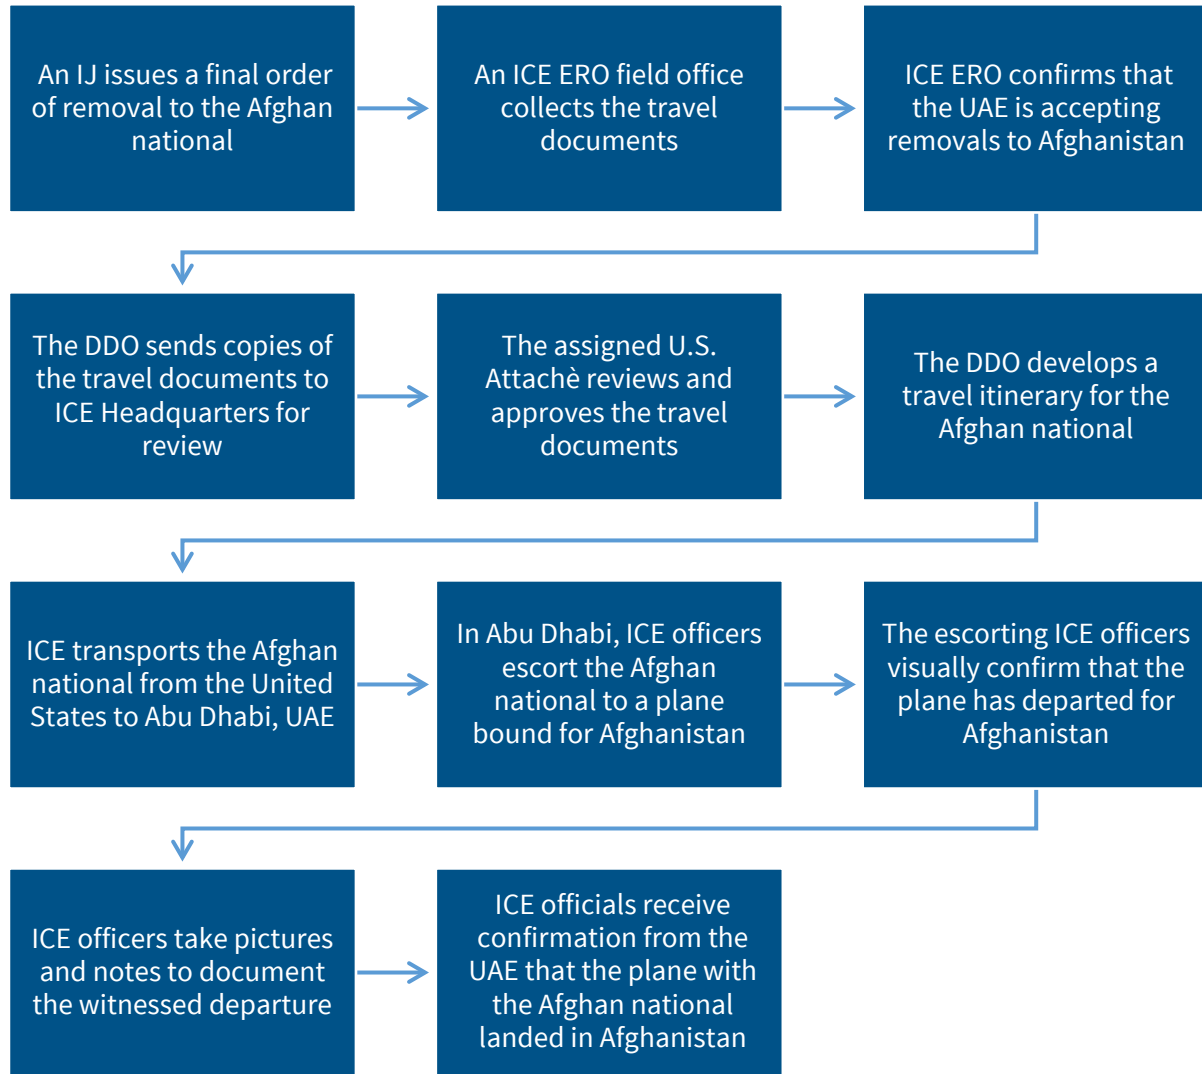 An IJ issues a final order
of removal to the Afghan
national
An ICE ERO field office
collects the travel
documents
ICE ERO confirms that
the UAE is accepting
removals to Afghanistan
The DDO sends copies of
the travel documents to
ICE Headquarters for
review
The assigned U.S.
Attachè reviews and
approves the travel
documents
The DDO develops a
travel itinerary for the
Afghan national
ICE transports the Afghan
national from the United
States to Abu Dhabi, UAE
In Abu Dhabi, ICE officers
escort the Afghan
national to a plane
bound for Afghanistan
The escorting ICE officers
visually confirm that the
plane has departed for
Afghanistan
ICE officers take pictures
and notes to document
the witnessed departure
ICE officials receive
confirmation from the
UAE that the plane with
the Afghan national
landed in Afghanistan